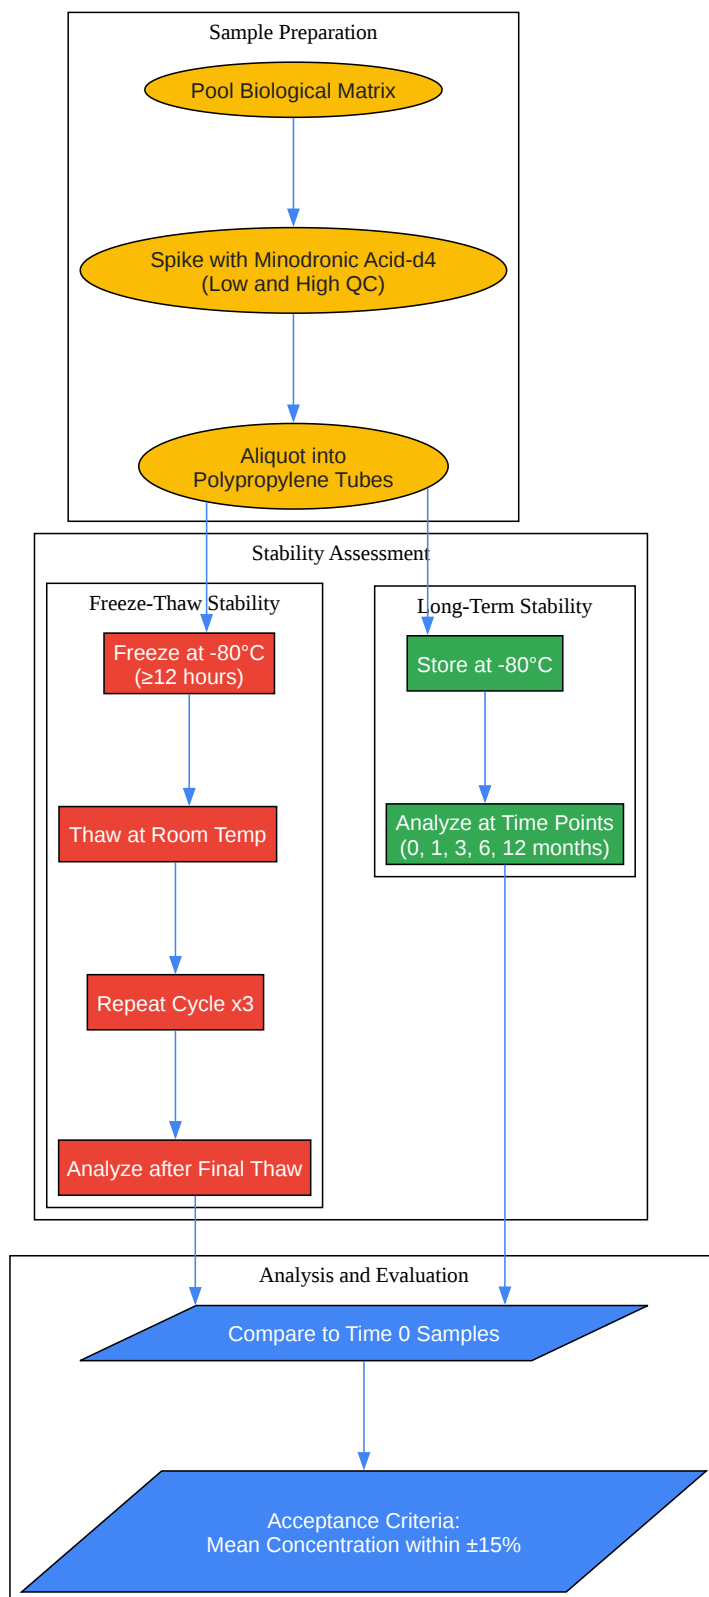 Sample Preparation
Pool Biological Matrix
Spike with Minodronic Acid-d4
(Low and High QC)
Aliquot into
Polypropylene Tubes
Stability Assessment
Freeze-Thaw Stability
Freeze at -80°C
(≥12 hours)
Thaw at Room Temp
Repeat Cycle x3
Analyze after Final Thaw
Long-Term Stability
Store at -80°C
Analyze at Time Points
(0, 1, 3, 6, 12 months)
Analysis and Evaluation
Compare to Time 0 Samples
Acceptance Criteria:
Mean Concentration within ±15%